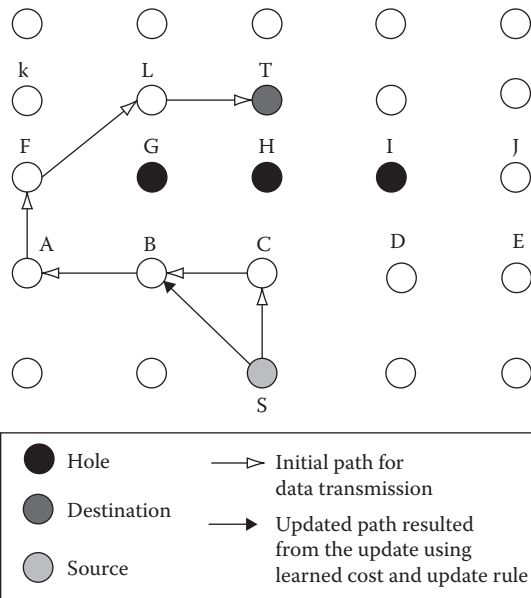 k L T
F G H I J
A B C D E
S
Hole
Destination
Source
Initial path for
data transmission
Updated path resulted
from the update using
learned cost and update rule